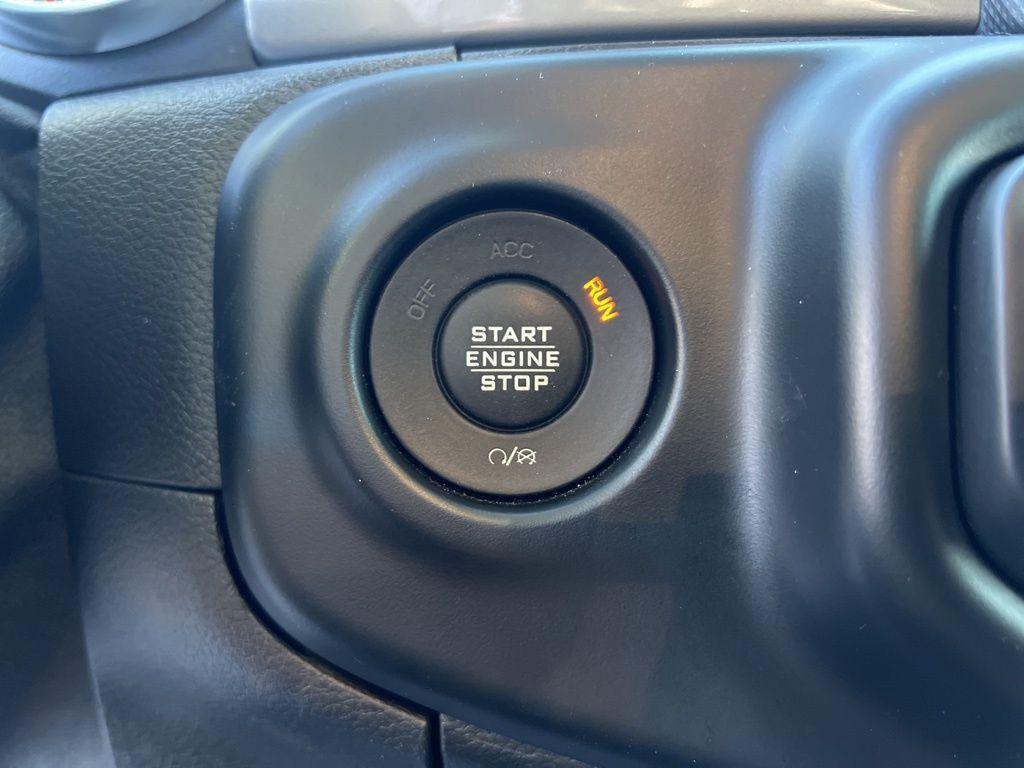 ACC
OFF
RUN
START
ENGINE
STOP